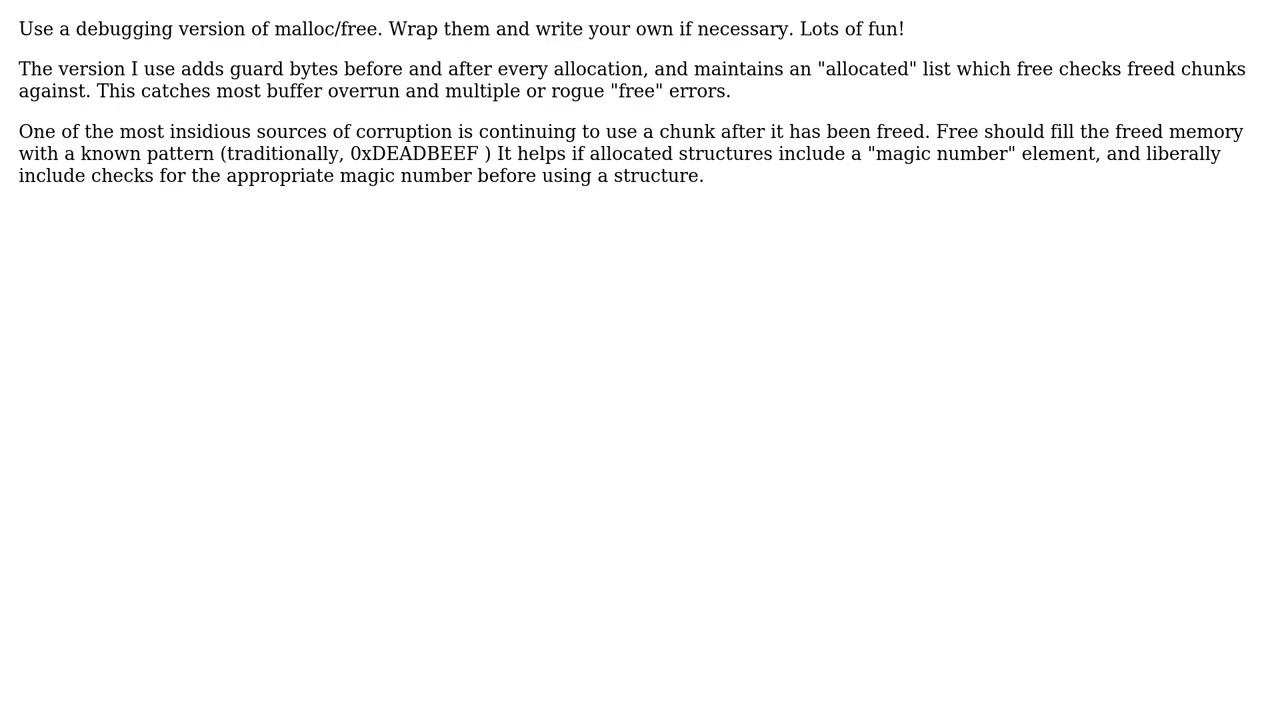 Use a debugging version of malloc/free. Wrap them and write your own if necessary. Lots of fun!
The version I use adds guard bytes before and after every allocation, and maintains an "allocated" list which free checks freed chunks
against. This catches most buffer overrun and multiple or rogue "free" errors.
One of the most insidious sources of corruption is continuing to use a chunk after it has been freed. Free should fill the freed memory
with a known pattern (traditionally, 0xDEADBEEF ) It helps if allocated structures include a "magic number" element, and liberally
include checks for the appropriate magic number before using a structure.